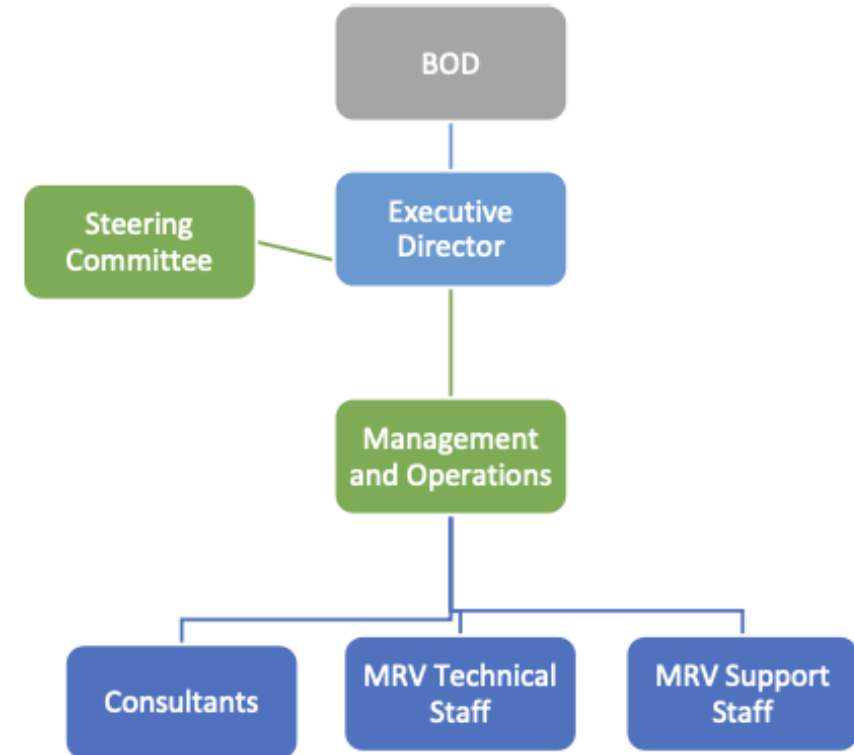 BOD
Steering
Committee
Executive
Director
Management
and Operations
Consultants
MRV Technical
Staff
MRV Support
Staff